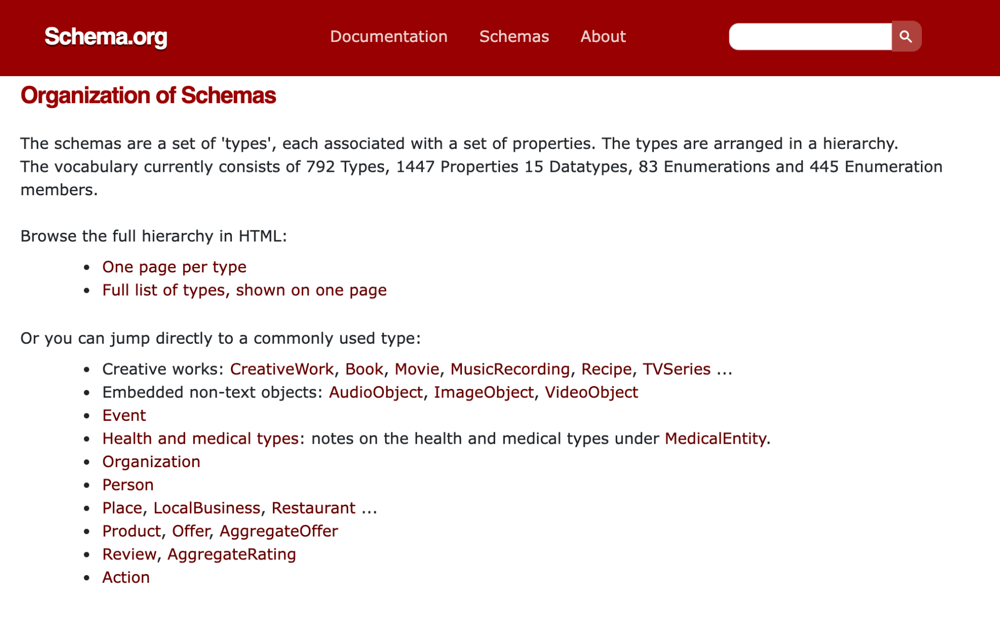 Schema.org
Documentation Schemas About
Organization of Schemas
The schemas are a set of 'types', each associated with a set of properties. The types are arranged in a hierarchy.
The vocabulary currently consists of 792 Types, 1447 Properties 15 Datatypes, 83 Enumerations and 445 Enumeration
members.
Browse the full hierarchy in HTML:
• One page per type
• Full list of types, shown on one page
Or you can jump directly to a commonly used type:
• Creative works: CreativeWork, Book, Movie, MusicRecording, Recipe, TVSeries ...
• Embedded non-text objects: AudioObject, ImageObject, VideoObject
• Event
• Health and medical types: notes on the health and medical types under MedicalEntity.
• Organization
• Person
• Place, LocalBusiness, Restaurant ...
• Product, Offer, AggregateOffer
• Review, AggregateRating
• Action